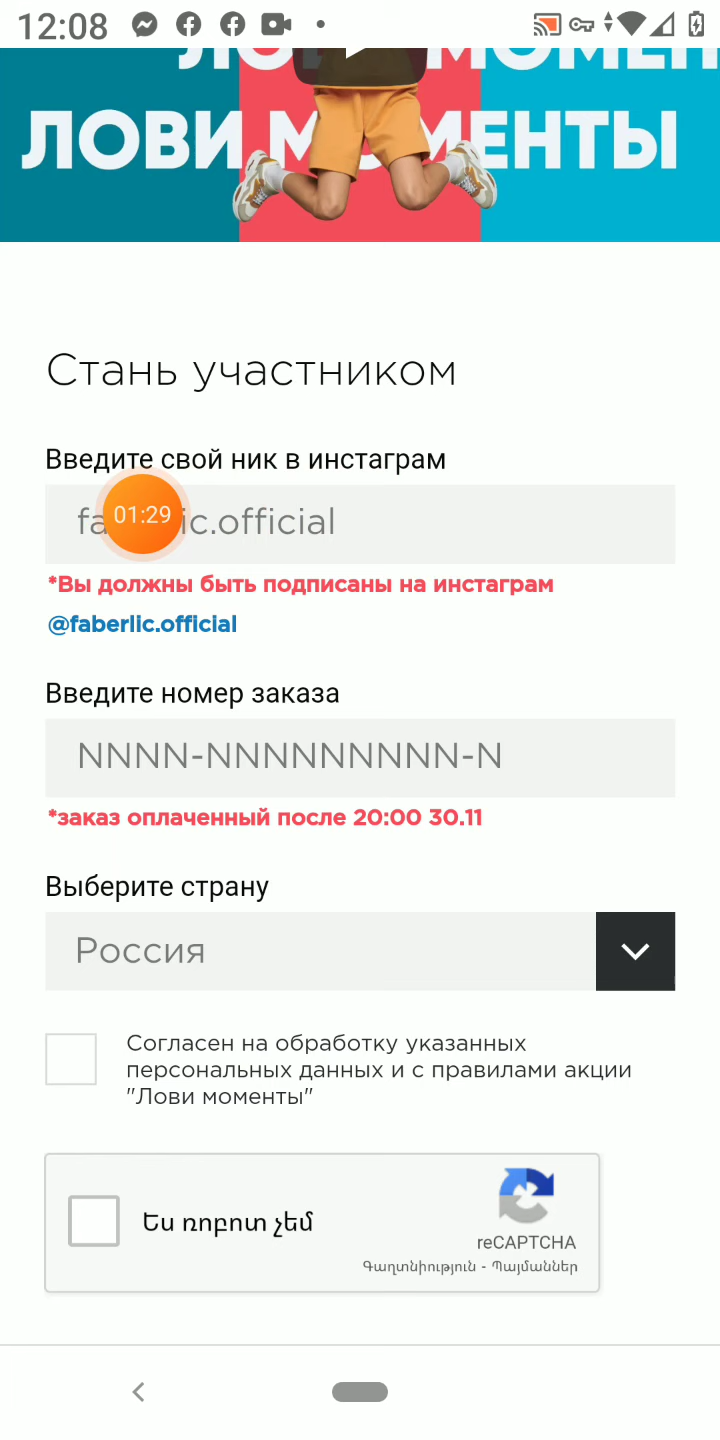 12:08
ЛОВИ МОМЕНТЫ
Стань участником
Введите свой ник в инстаграм
01:29
ic.official
*Вы должны быть подписаны на инстаграм
@faberlic.official
Введите номер заказа
NNNN-NNNNNNNNN-N
*заказ оплаченный после 20:00 30.11
Выберите страну
Россия
Согласен на обработку указанных
персональных данных и с правилами акции
"Лови моменты"
Ես ռոբոտ չեմ
reCAPTCHA
Գաղտնիություն - Պայմաններ